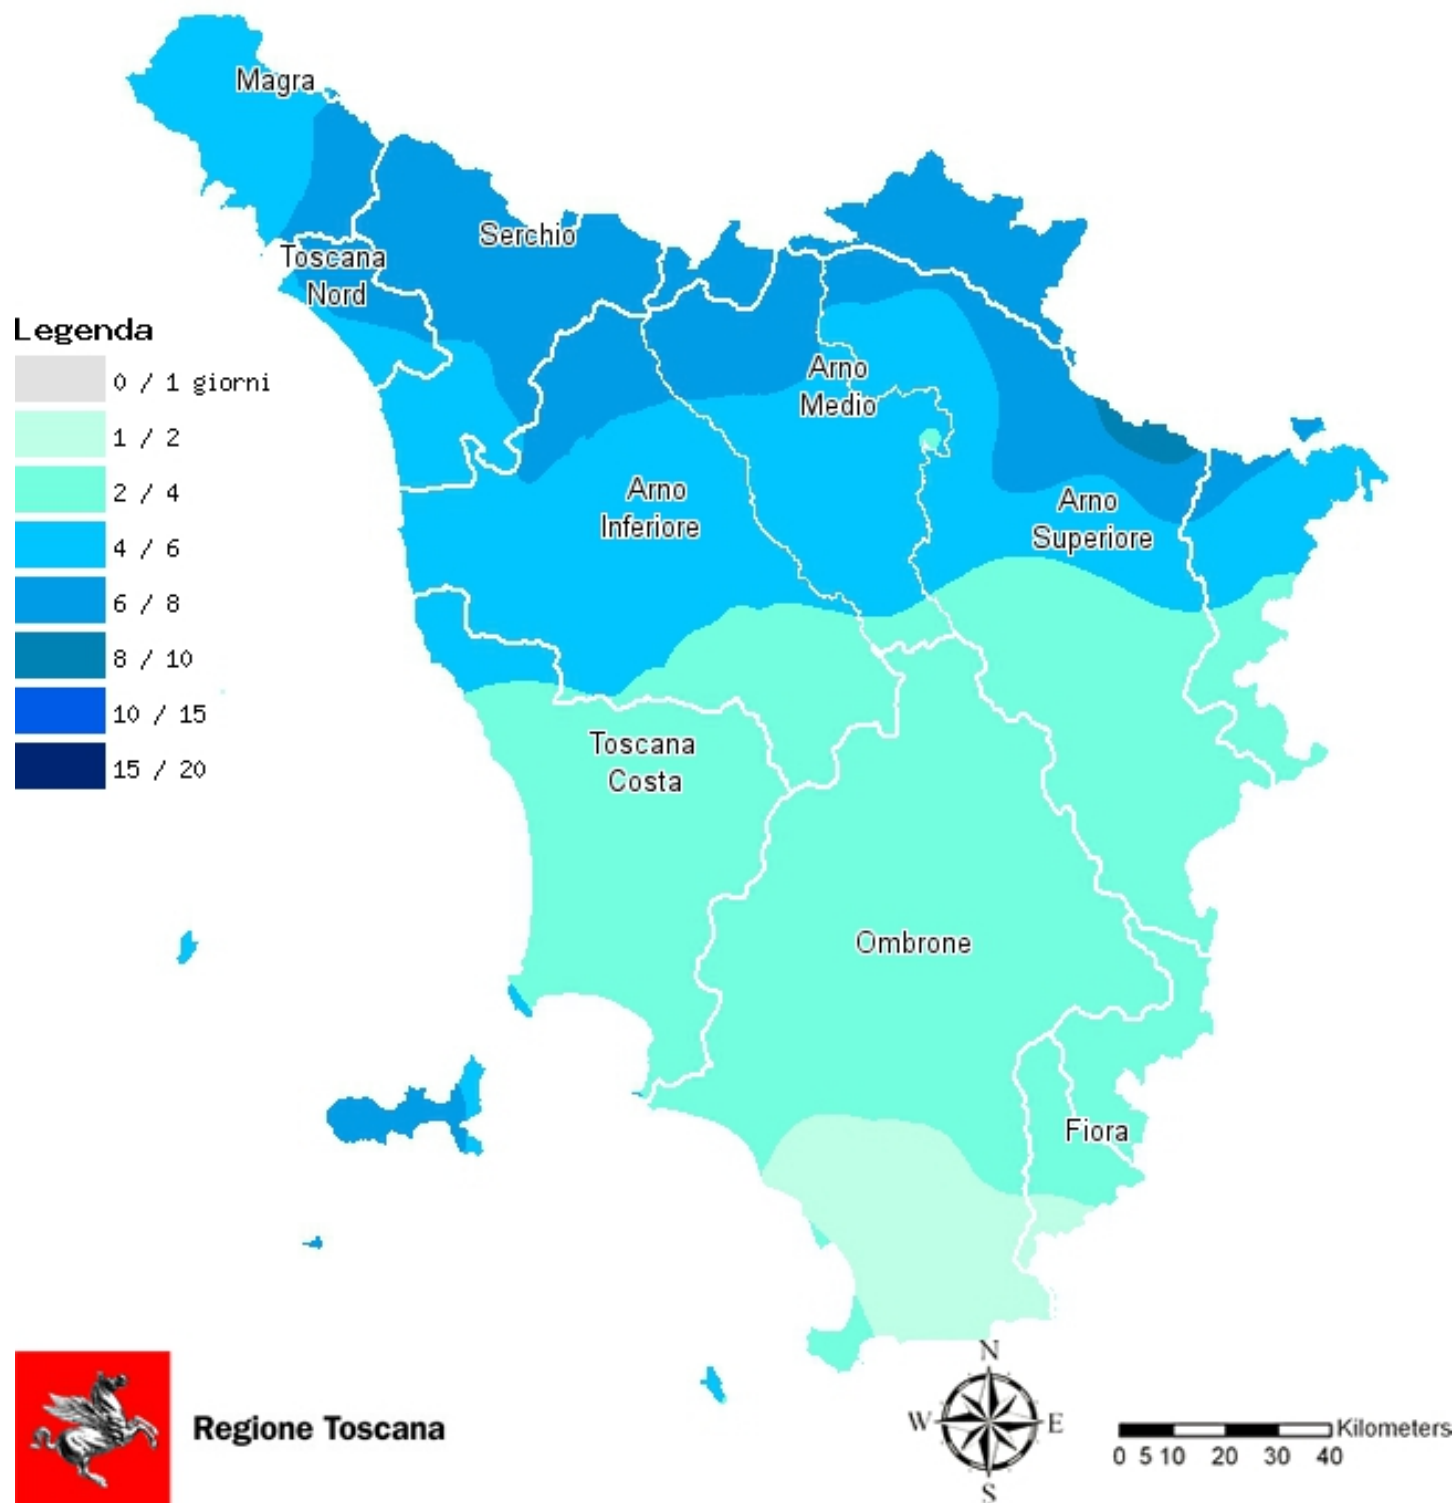 Magra
Serchio
Toscana
Nord
Legenda
0 / 1 giorni
1 / 2
2 / 4
4 / 6
6 / 8
8 / 10
10 / 15
15 / 20
Arno
Medio
Arno
Inferiore
Arno
Superiore
Toscana
Costa
Ombrone
Fiora
Regione Toscana
N
W
E
S
Kilometers
0 5 10 20 30 40